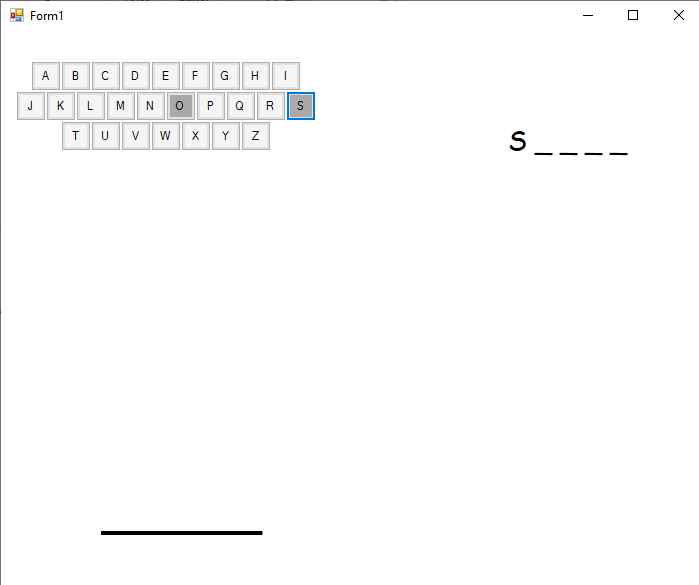 Form1
A B C D E F G H I
J K L M N O P Q R S
T U V W X Y Z
S _ _ _ _